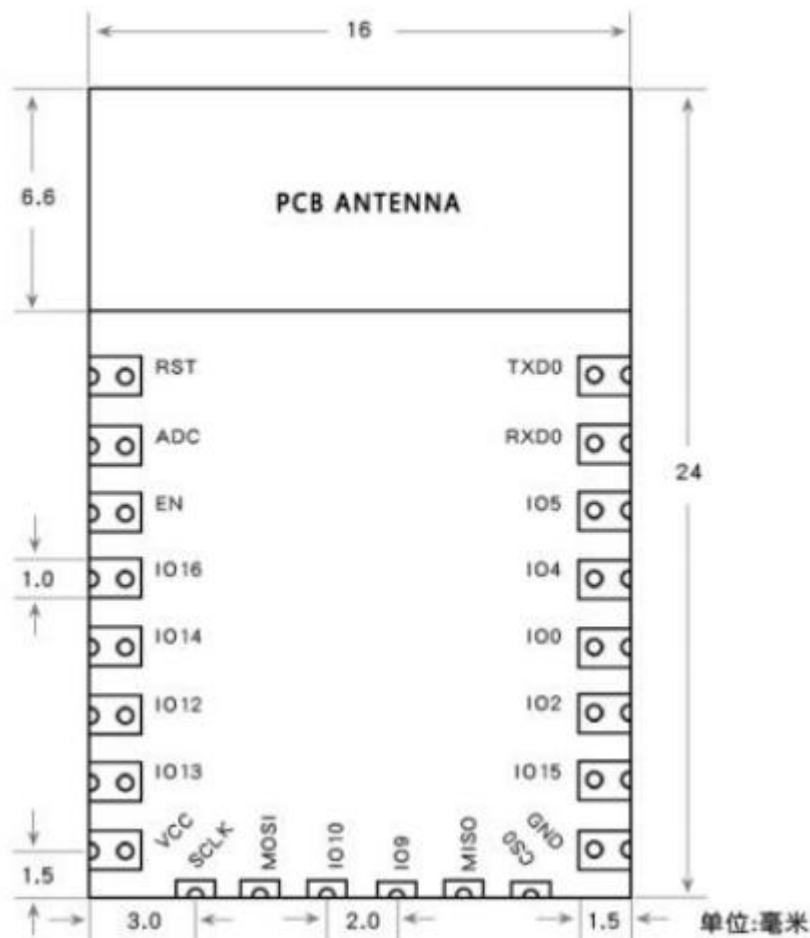 16
6.6
PCB ANTENNA
RST
TXD0
ADC
RXD0
24
EN
IO5
1.0
IO16
IO4
IO14
IO0
IO12
IO2
IO13
IO15
1.5
VCC
SCLK
MOSI
IO10
IO9
MISO
CS0
GND
3.0
2.0
1.5
单位:毫米